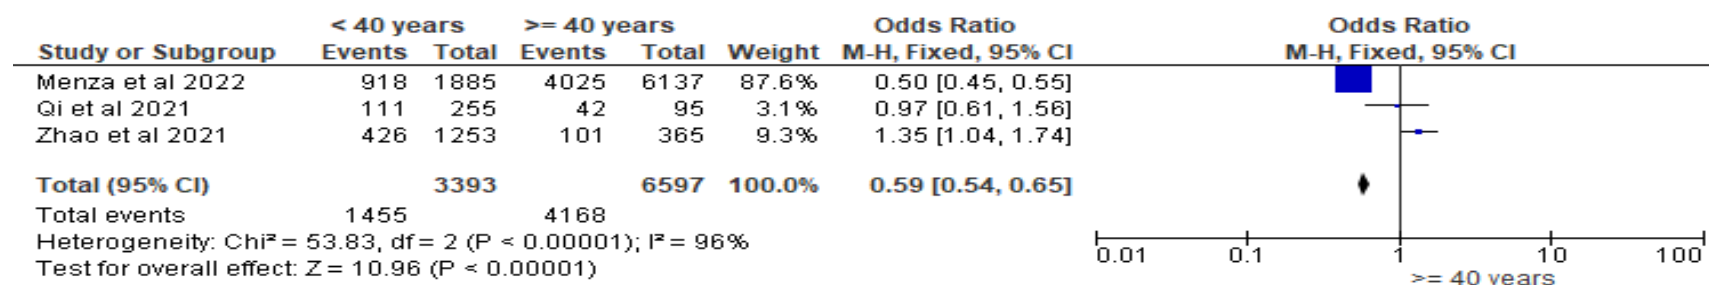 < 40 years >= 40 years Odds Ratio Odds Ratio
Study or Subgroup Events Total Events Total Weight M-H, Fixed, 95% CI M-H, Fixed, 95% CI
Menza et al 2022 918 1885 4025 6137 87.6% 0.50 [0.45, 0.55]
Qi et al 2021 111 255 42 95 3.1% 0.97 [0.61, 1.56]
Zhao et al 2021 426 1253 101 365 9.3% 1.35 [1.04, 1.74]
Total (95% CI) 3393 6597 100.0% 0.59 [0.54, 0.65]
Total events 1455 4168
Heterogeneity: Chi² = 53.83, df = 2 (P < 0.00001); I² = 96%
Test for overall effect: Z = 10.96 (P < 0.00001)
0.01 0.1 1 10 100
>= 40 years